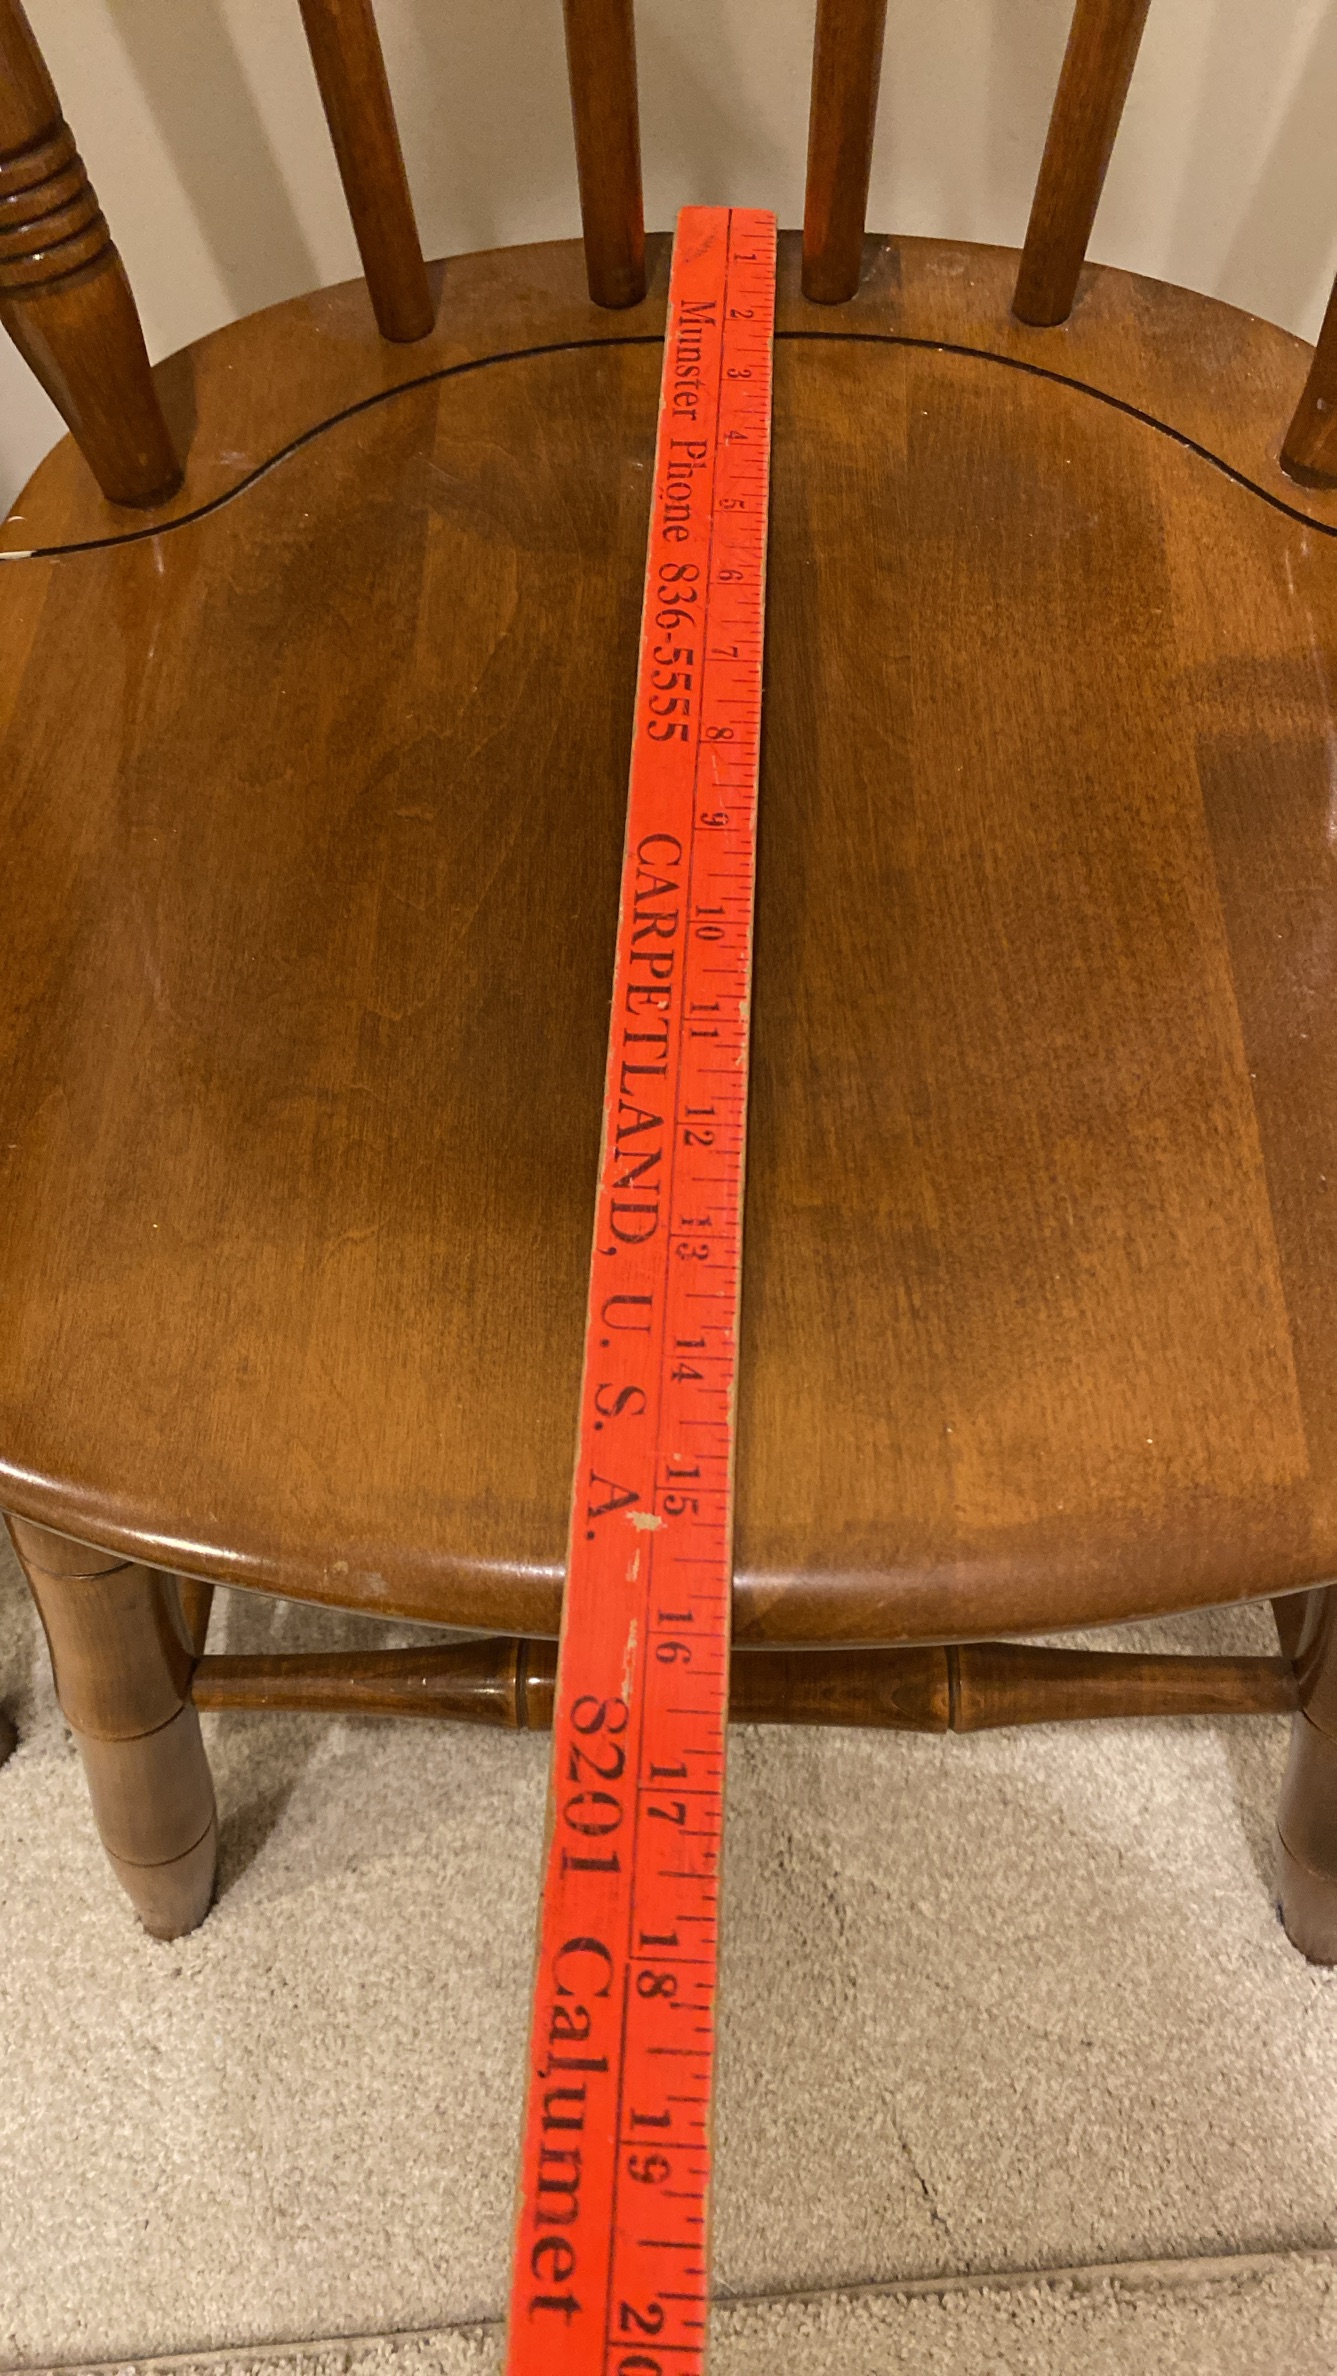 Munster Phone 836-5555 CARPETLAND, U. S. A. 8201 Calumet
1 2 3 4 5 6 7 8 9 10 11 12 13 14 15 16 17 18 19